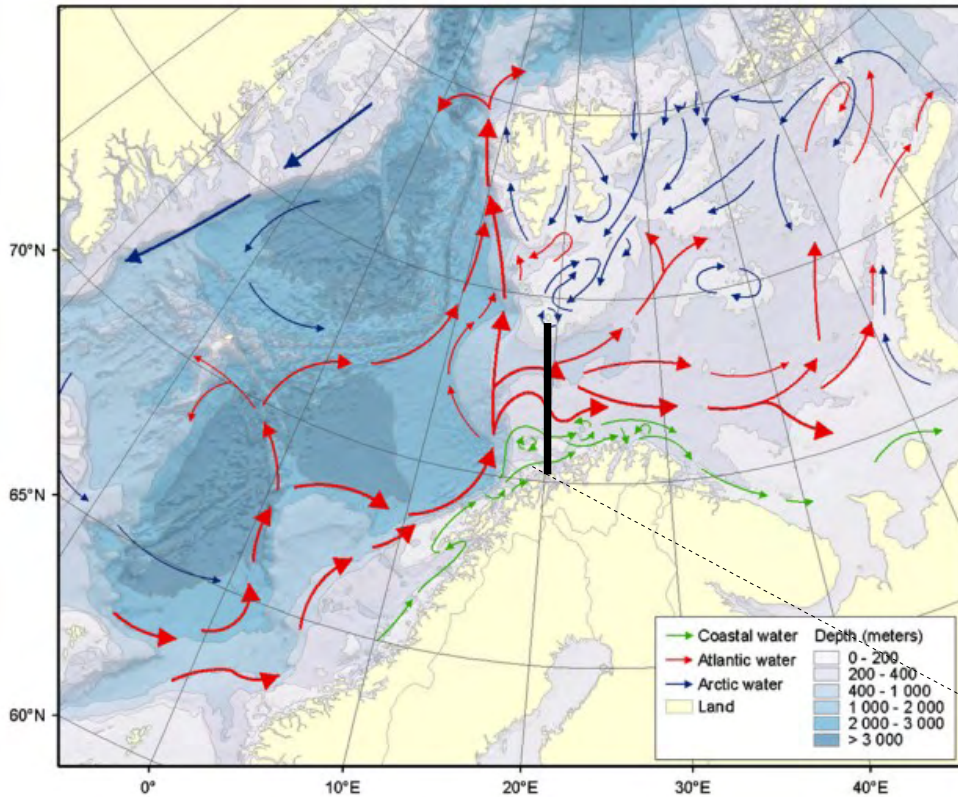 70°N
65°N
60°N
Coastal water
Atlantic water
Arctic water
Land
Depth (meters)
0 - 200
200 - 400
400 - 1 000
1 000 - 2 000
2 000 - 3 000
> 3 000
0°
10°E
20°E
30°E
40°E